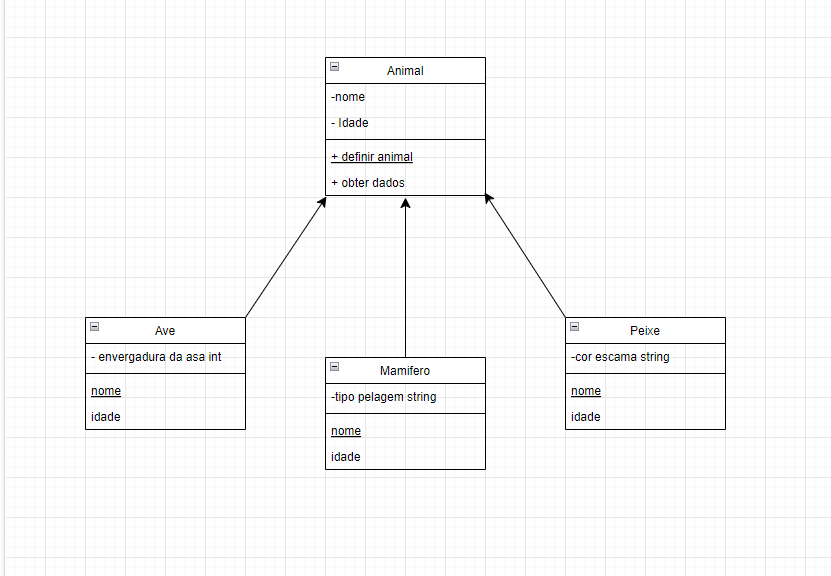 Animal
-nome
- Idade
+ definir animal
+ obter dados
Ave
- envergadura da asa int
nome
idade
Mamifero
-tipo pelagem string
nome
idade
Peixe
-cor escama string
nome
idade